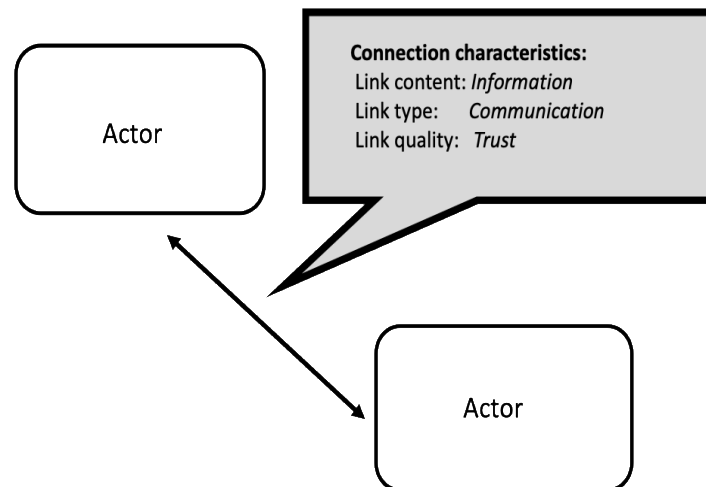 Connection characteristics:
Link content: Information
Link type: Communication
Link quality: Trust
Actor
Actor